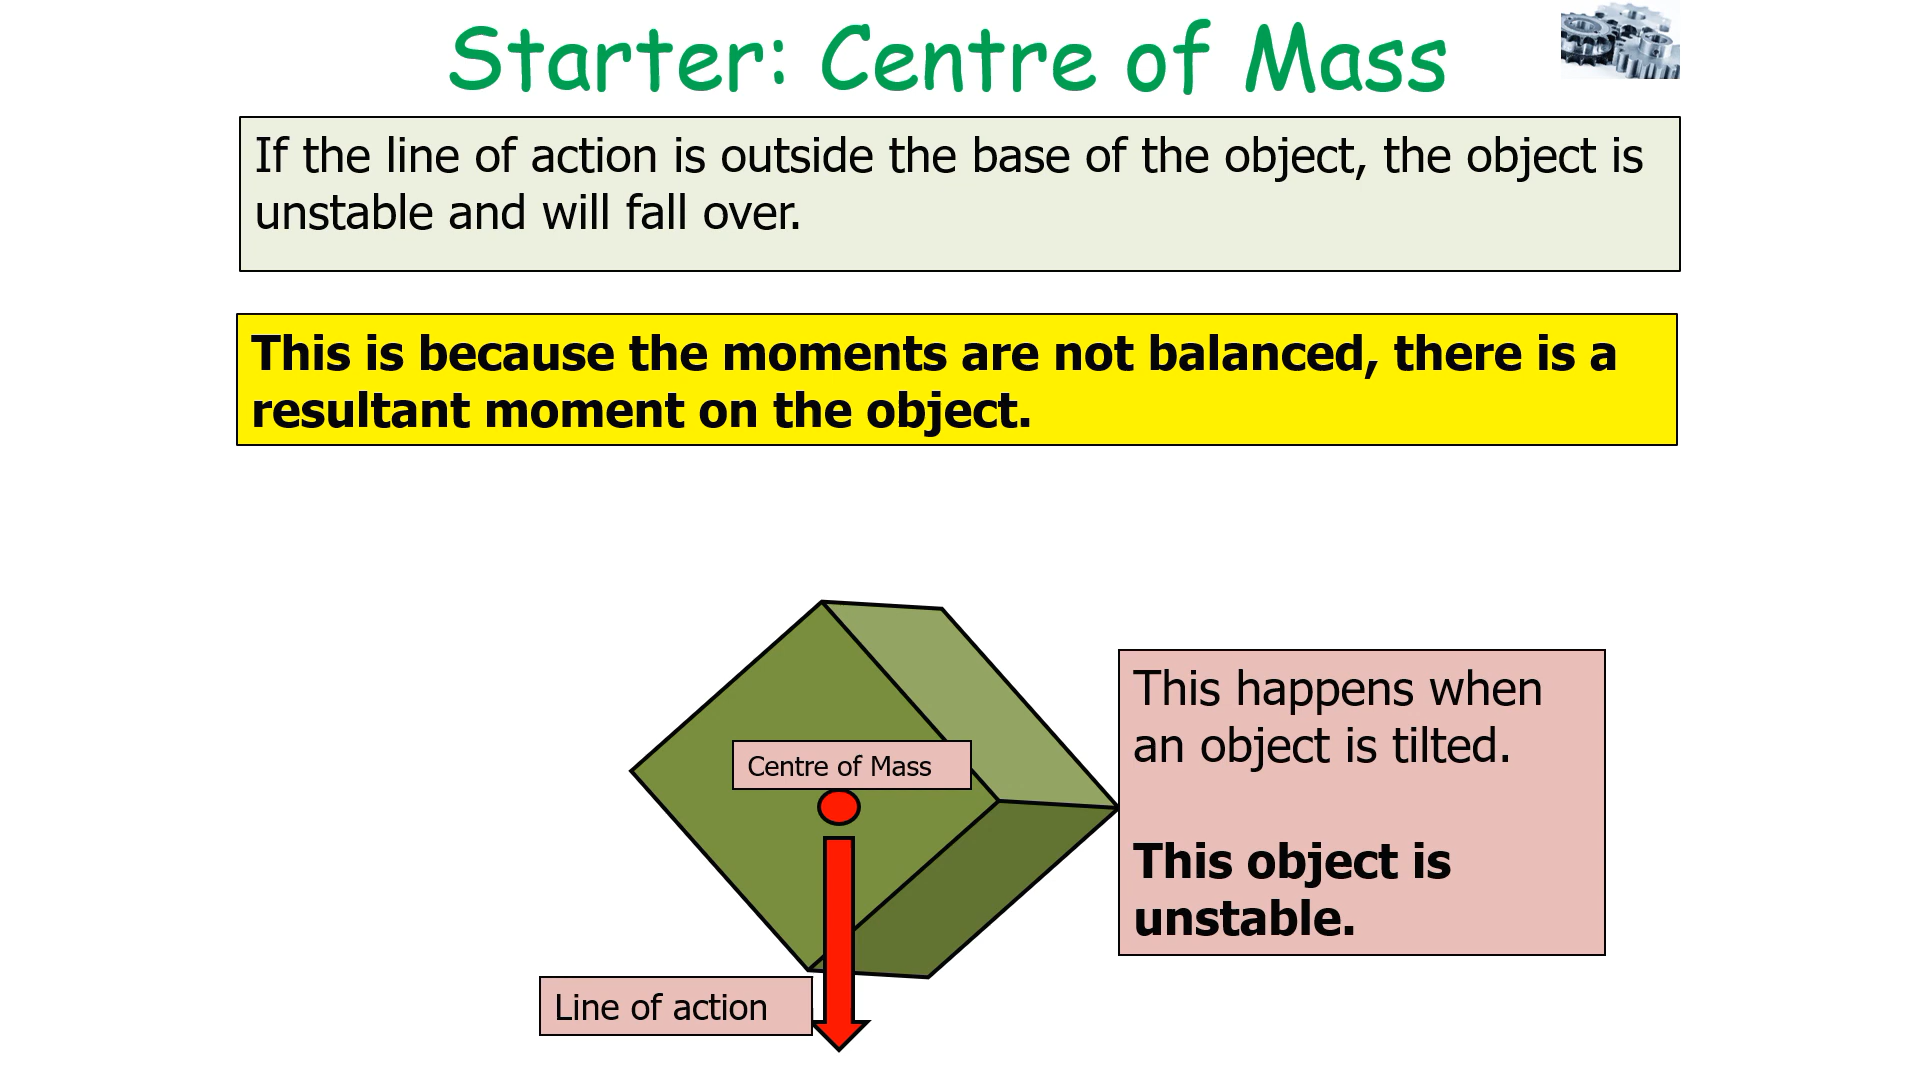 Starter: Centre of Mass
If the line of action is outside the base of the object, the object is
unstable and will fall over.
This is because the moments are not balanced, there is a
resultant moment on the object.
Centre of Mass
This happens when
an object is tilted.
This object is
unstable.
Line of action